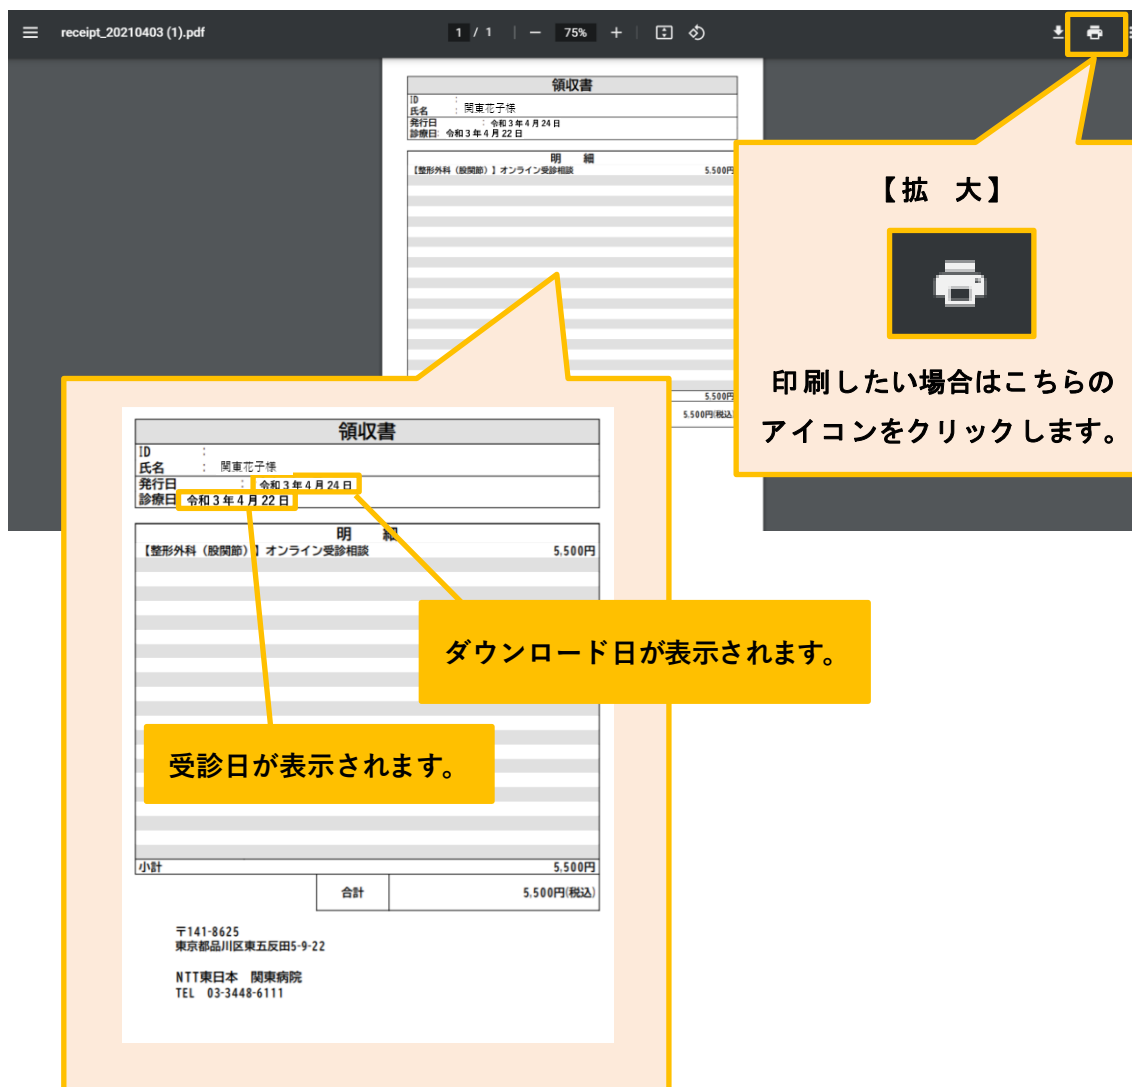 receipt_20210403 (1).pdf
1 / 1
75%
領収書
ID :
氏名 : 関東花子様
発行日 : 令和3年4月24日
診療日: 令和3年4月22日
明 細
【整形外科（股関節）】オンライン受診相談 5,500円
5,500円
5,500円(税込)
【拡 大】
印刷したい場合はこちらの
アイコンをクリックします。
領収書
ID :
氏名 : 関東花子様
発行日 : 令和3年4月24日
診療日 令和3年4月22日
明 細
【整形外科（股関節）】オンライン受診相談 5,500円
ダウンロード日が表示されます。
受診日が表示されます。
小計 5,500円
合計 5,500円(税込)
〒141-8625
東京都品川区東五反田5-9-22
NTT東日本 関東病院
TEL 03-3448-6111